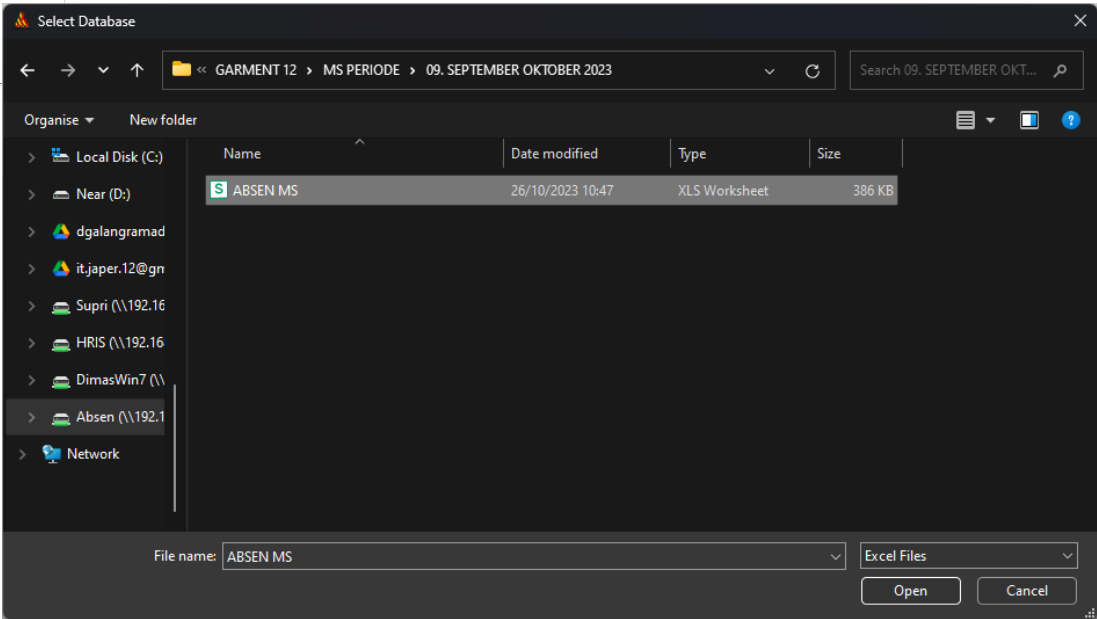 Select Database
« GARMENT 12 > MS PERIODE > 09. SEPTEMBER OKTOBER 2023
Search 09. SEPTEMBER OKT...
Organise New folder
Name Date modified Type Size
ABSEN MS 26/10/2023 10:47 XLS Worksheet 386 KB
Local Disk (C:)
Near (D:)
dgalangramad
it.japer.12@gm
Supri (\\192.16
HRIS (\\192.16
DimasWin7 (\\
Absen (\\192.1
Network
File name: ABSEN MS
Excel Files
Open Cancel